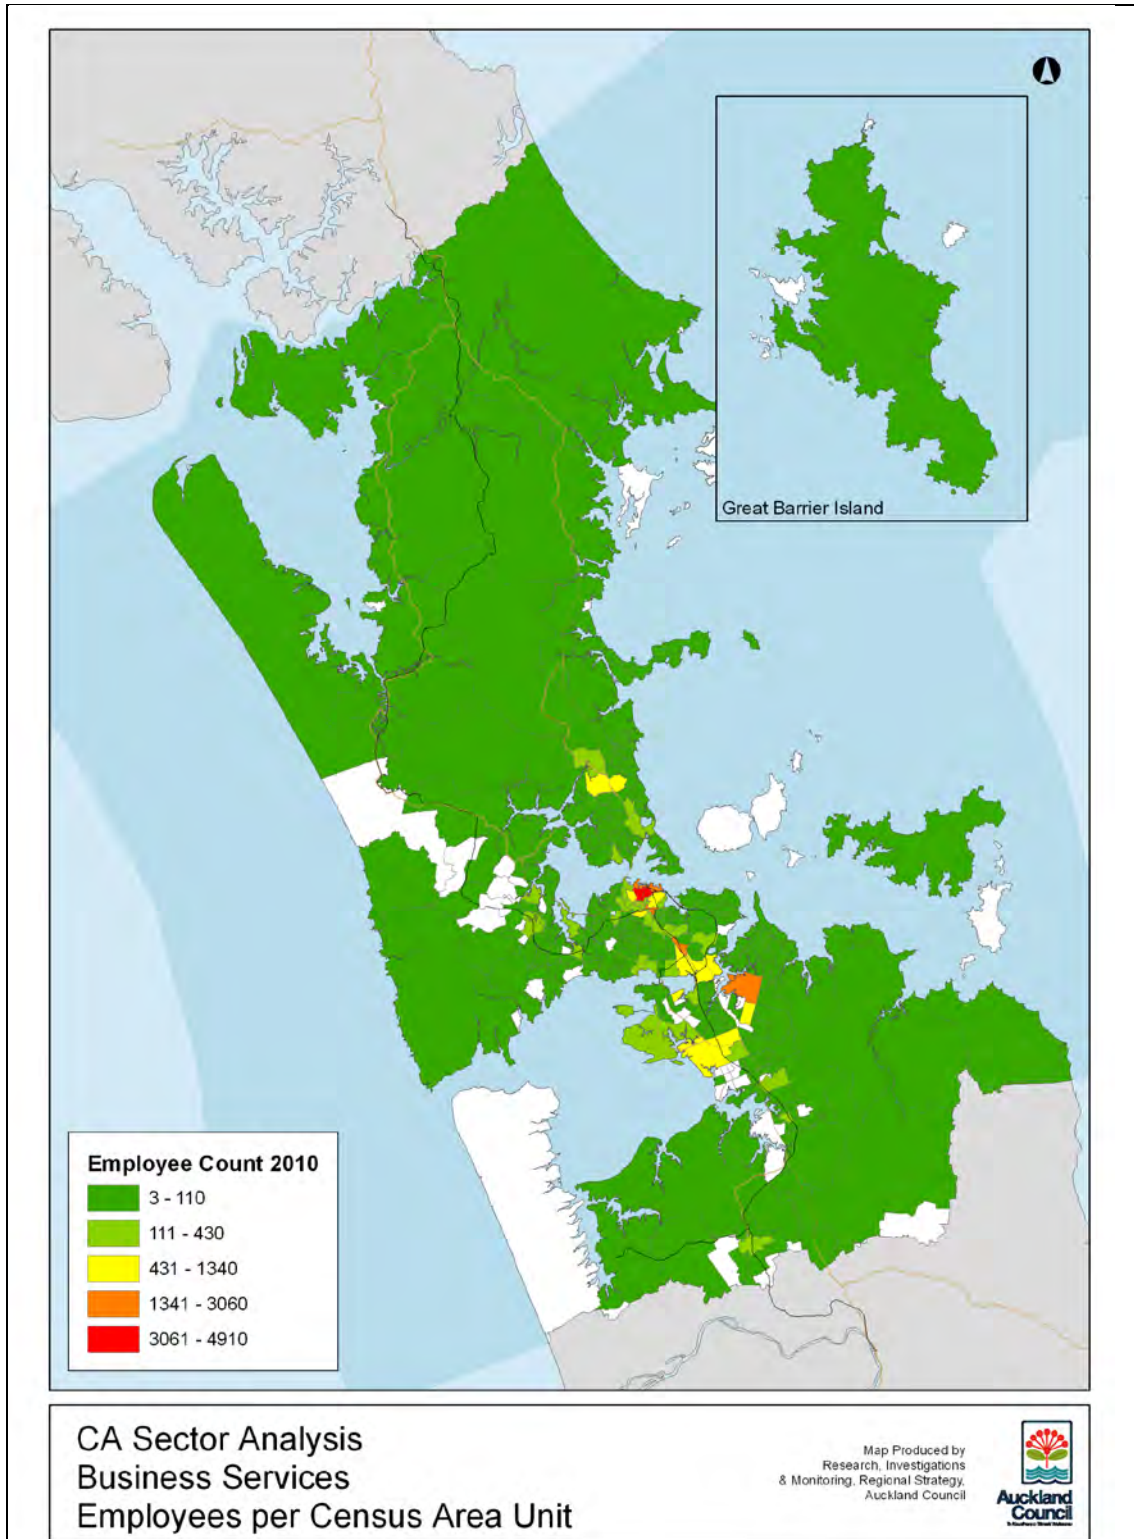 Great Barrier Island
Employee Count 2010
3 - 110
111 - 430
431 - 1340
1341 - 3060
3061 - 4910
CA Sector Analysis
Business Services
Employees per Census Area Unit
Map Produced by
Research, Investigations
& Monitoring, Regional Strategy,
Auckland Council
Auckland
Council